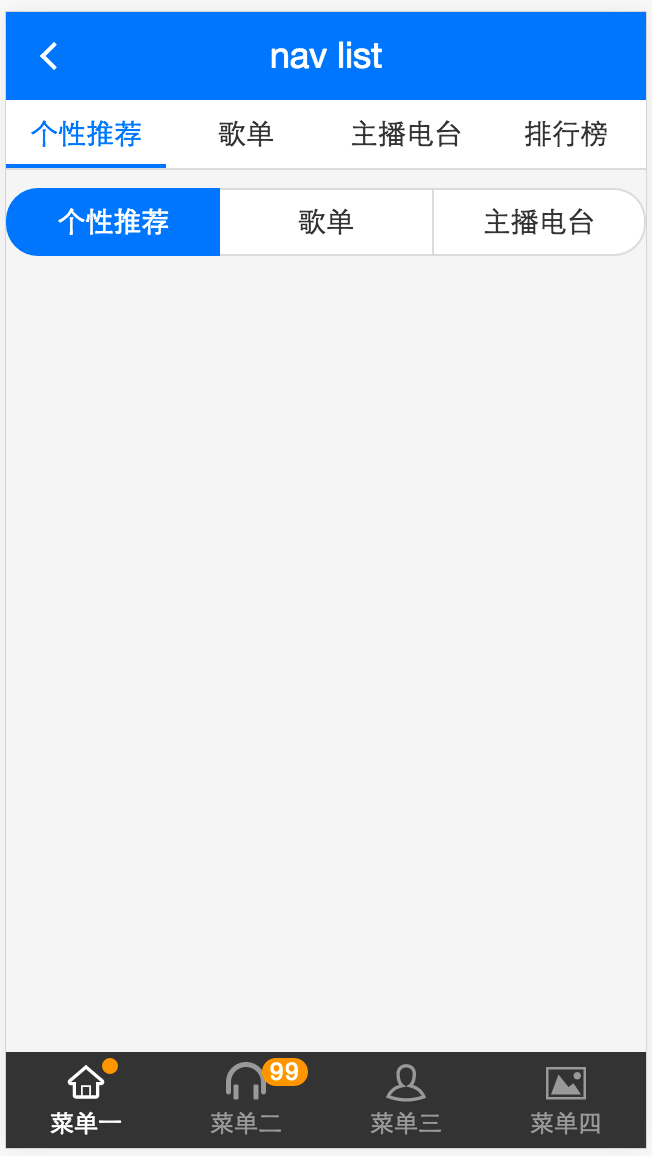 nav list
个性推荐 歌单 主播电台 排行榜
个性推荐 歌单 主播电台
99
菜单一 菜单二 菜单三 菜单四